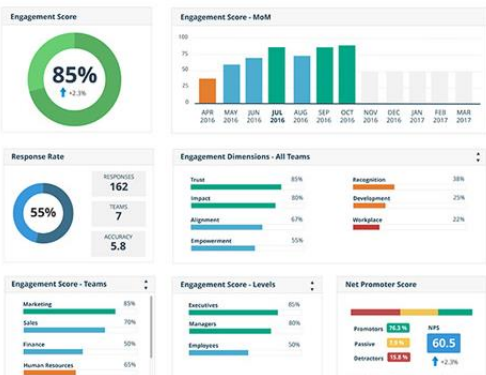 Engagement Score
85%
+2.3%
Engagement Score - MoM
100
75
50
25
0
APR 2016
MAY 2016
JUN 2016
JUL 2016
AUG 2016
SEP 2016
OCT 2016
NOV 2016
DEC 2016
JAN 2017
FEB 2017
MAR 2017
Response Rate
55%
RESPONSES
162
TEAMS
7
ACCURACY
5.8
Engagement Dimensions - All Teams
Trust 85%
Impact 80%
Alignment 67%
Empowerment 55%
Recognition 38%
Development 25%
Workplace 22%
Engagement Score - Teams
Marketing 85%
Sales 70%
Finance 50%
Human Resources 65%
Engagement Score - Levels
Executives 85%
Managers 80%
Employees 50%
Net Promoter Score
Promoters 76.3 %
Passive
Detractors 15.8 %
NPS
60.5
+2.3%